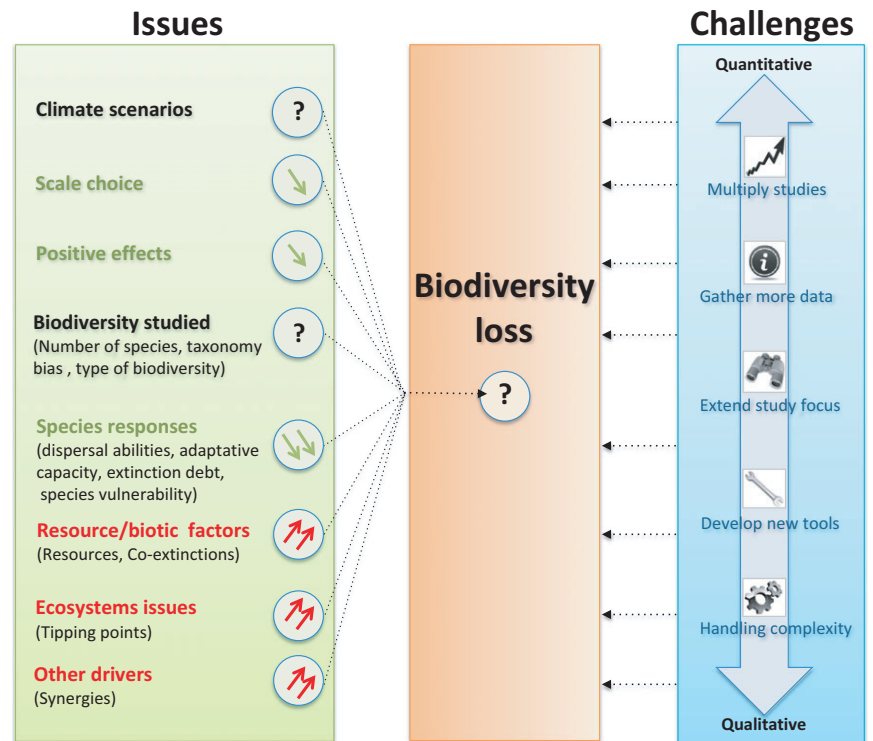 Issues
Climate scenarios
?
Scale choice
Positive effects
Biodiversity studied
?
(Number of species, taxonomy
bias , type of biodiversity)
Species responses
(dispersal abilities, adaptative
capacity, extinction debt,
species vulnerability)
Resource/biotic factors
(Resources, Co-extinctions)
Ecosystems issues
(Tipping points)
Other drivers
(Synergies)
Biodiversity
loss
?
Challenges
Quantitative
Multiply studies
i
Gather more data
Extend study focus
Develop new tools
Handling complexity
Qualitative